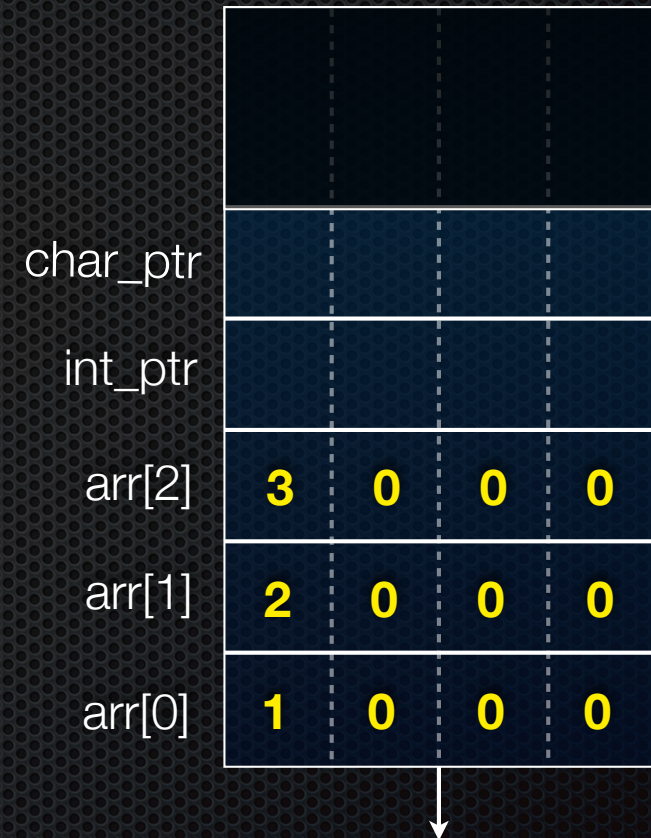 char_ptr
int_ptr
arr[2] 3 0 0 0
arr[1] 2 0 0 0
arr[0] 1 0 0 0